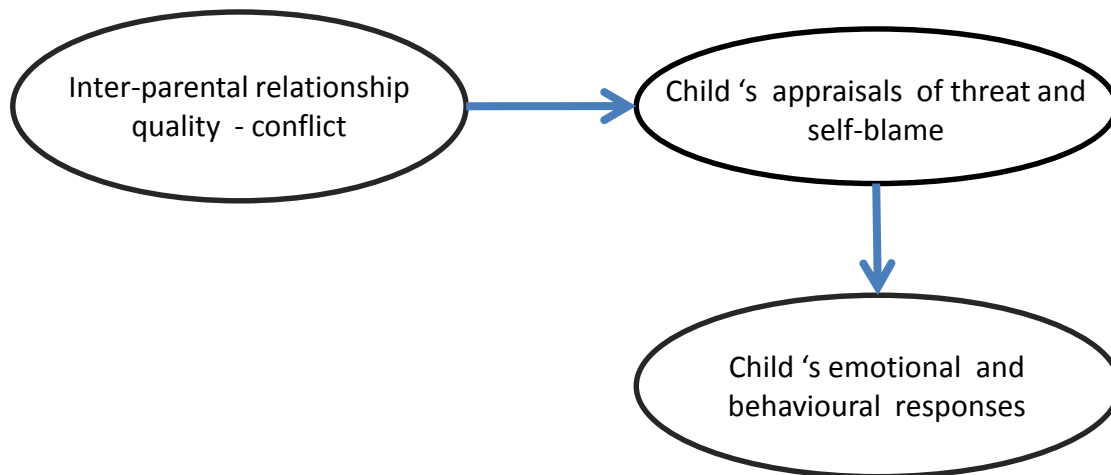 Inter-parental relationship
quality - conflict
Child ‘s appraisals of threat and
self-blame
Child ‘s emotional and
behavioural responses